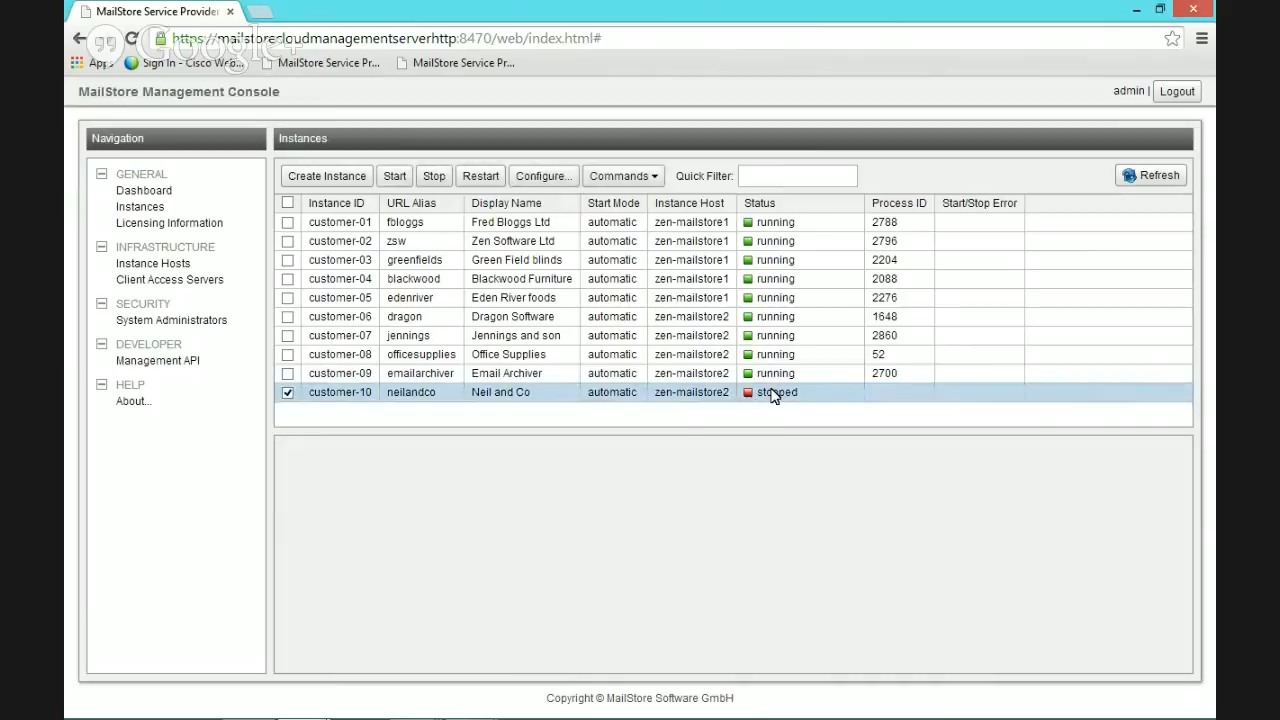 MailStore Service Provider
https://mailstorecloudmanagementserverhttp:8470/web/index.html#
Google+
Apps Sign In - Cisco Web... MailStore Service Pr... MailStore Service Pr...
MailStore Management Console admin | Logout
Navigation
GENERAL
Dashboard
Instances
Licensing Information
INFRASTRUCTURE
Instance Hosts
Client Access Servers
SECURITY
System Administrators
DEVELOPER
Management API
HELP
About...
Instances
Create Instance Start Stop Restart Configure... Commands Quick Filter: Refresh
Instance ID URL Alias Display Name Start Mode Instance Host Status Process ID Start/Stop Error
customer-01 fbloggs Fred Bloggs Ltd automatic zen-mailstore1 running 2788
customer-02 zsw Zen Software Ltd automatic zen-mailstore1 running 2796
customer-03 greenfields Green Field blinds automatic zen-mailstore1 running 2204
customer-04 blackwood Blackwood Furniture automatic zen-mailstore1 running 2088
customer-05 edenriver Eden River foods automatic zen-mailstore1 running 2276
customer-06 dragon Dragon Software automatic zen-mailstore2 running 1648
customer-07 jennings Jennings and son automatic zen-mailstore2 running 2860
customer-08 officesupplies Office Supplies automatic zen-mailstore2 running 52
customer-09 emailarchiver Email Archiver automatic zen-mailstore2 running 2700
customer-10 neilandco Neil and Co automatic zen-mailstore2 stopped
Copyright © MailStore Software GmbH